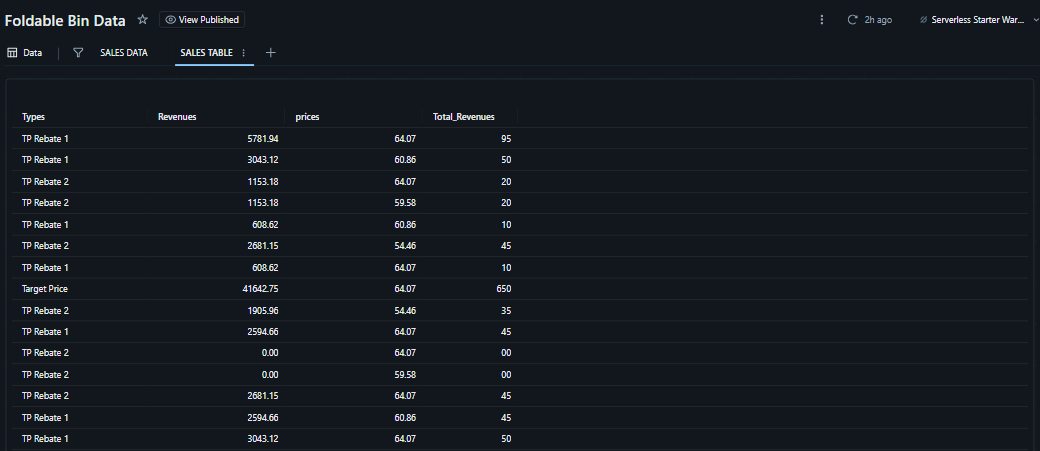 Foldable Bin Data View Published 2h ago Serverless Starter War...
Data SALES DATA SALES TABLE
Types Revenues prices Total_Revenues
TP Rebate 1 5781.94 64.07 95
TP Rebate 1 3043.12 60.86 50
TP Rebate 2 1153.18 64.07 20
TP Rebate 2 1153.18 59.58 20
TP Rebate 1 608.62 60.86 10
TP Rebate 2 2681.15 54.46 45
TP Rebate 1 608.62 64.07 10
Target Price 41642.75 64.07 650
TP Rebate 2 1905.96 54.46 35
TP Rebate 1 2594.66 64.07 45
TP Rebate 2 0.00 64.07 00
TP Rebate 2 0.00 59.58 00
TP Rebate 2 2681.15 64.07 45
TP Rebate 1 2594.66 60.86 45
TP Rebate 1 3043.12 64.07 50